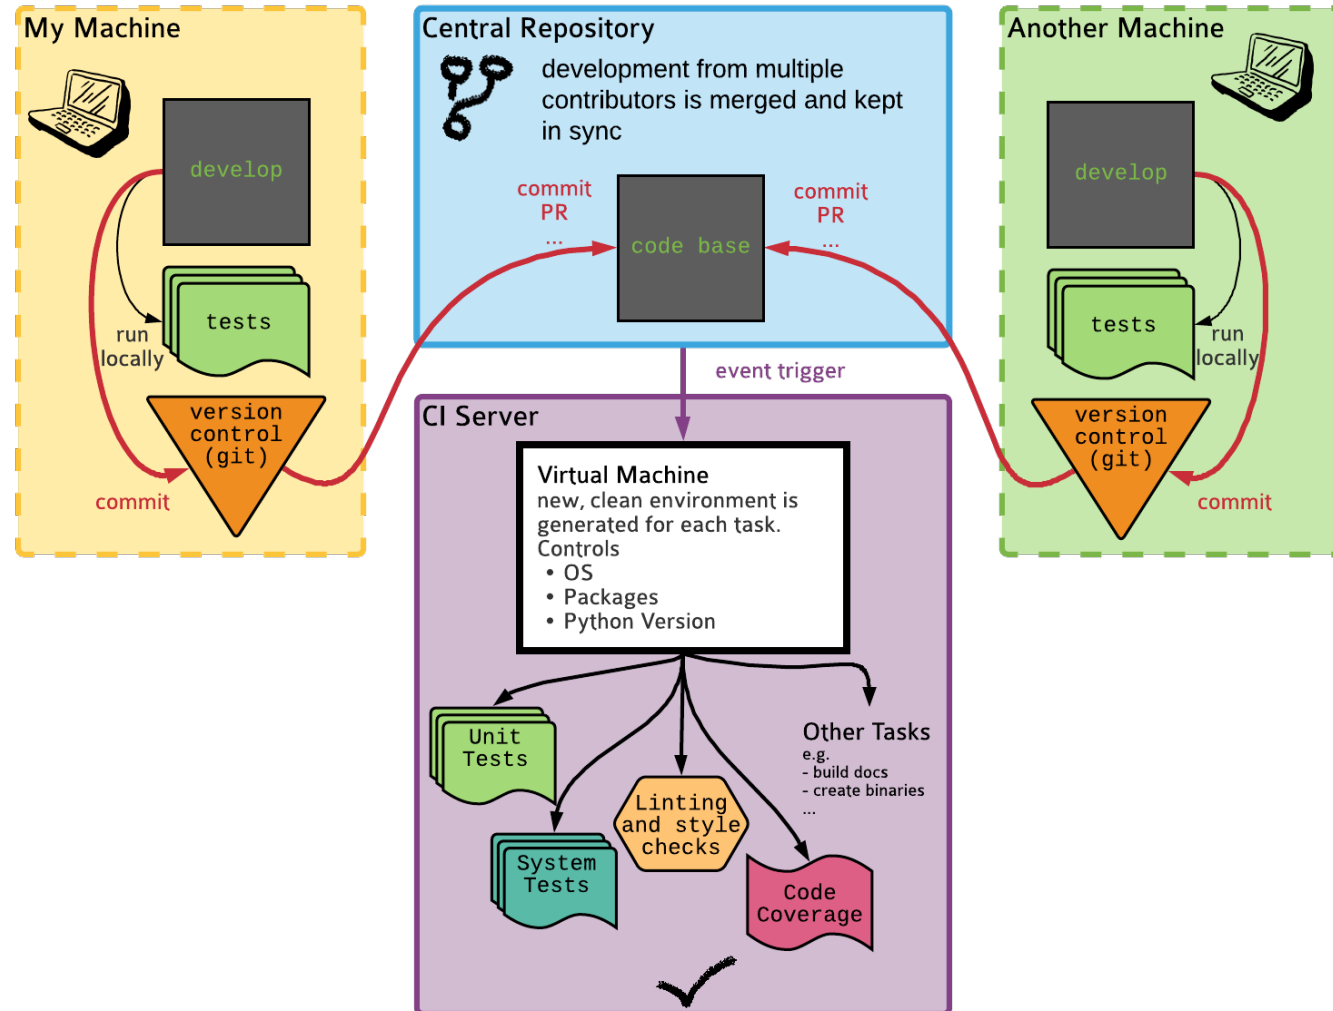 My Machine
develop
tests
run
locally
version
control
(git)
commit
Central Repository
development from multiple
contributors is merged and kept
in sync
commit
PR
...
code base
commit
PR
...
event trigger
Another Machine
develop
tests
run
locally
version
control
(git)
commit
CI Server
Virtual Machine
new, clean environment is
generated for each task.
Controls
• OS
• Packages
• Python Version
Unit
Tests
System
Tests
Linting
and style
checks
Code
Coverage
Other Tasks
e.g.
- build docs
- create binaries
...